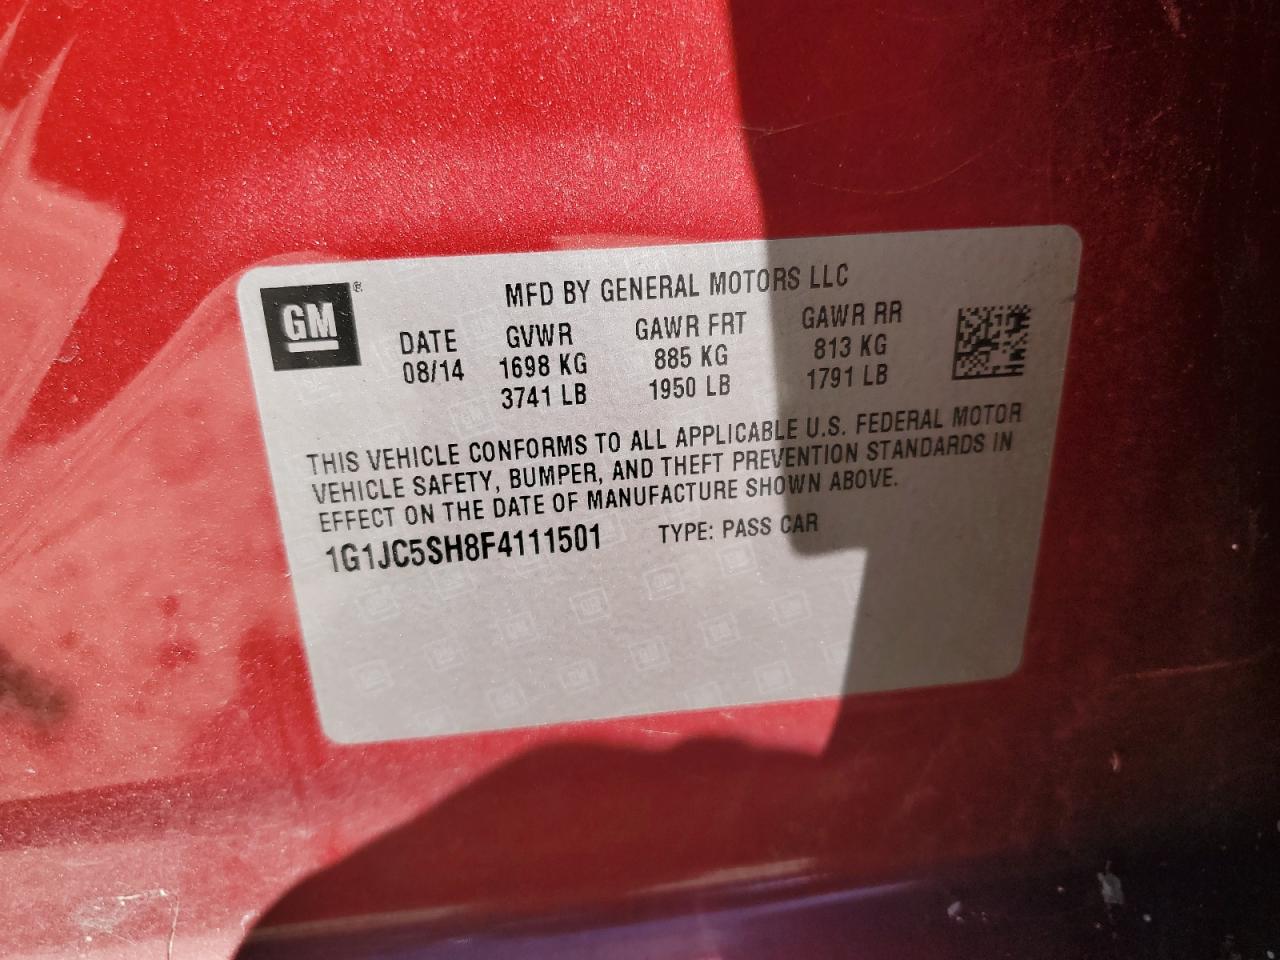 GM®
MFD BY GENERAL MOTORS LLC
DATE GVWR GAWR FRT GAWR RR
08/14 1698 KG 885 KG 813 KG
3741 LB 1950 LB 1791 LB
THIS VEHICLE CONFORMS TO ALL APPLICABLE U.S. FEDERAL MOTOR
VEHICLE SAFETY, BUMPER, AND THEFT PREVENTION STANDARDS IN
EFFECT ON THE DATE OF MANUFACTURE SHOWN ABOVE.
1G1JC5SH8F4111501 TYPE: PASS CAR